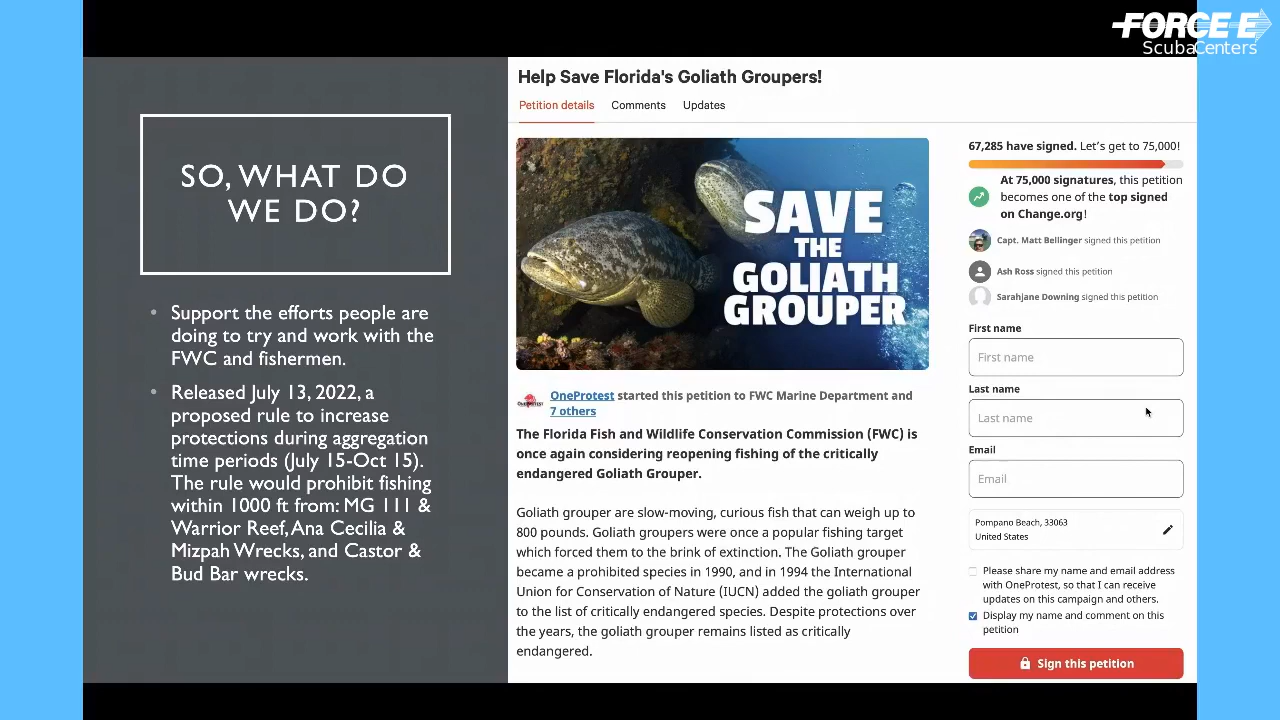 FORCE E
ScubaCenters
SO, WHAT DO
WE DO?
• Support the efforts people are
doing to try and work with the
FWC and fishermen.
• Released July 13, 2022, a
proposed rule to increase
protections during aggregation
time periods (July 15-Oct 15).
The rule would prohibit fishing
within 1000 ft from: MG 111 &
Warrior Reef, Ana Cecilia &
Mizpah Wrecks, and Castor &
Bud Bar wrecks.
Help Save Florida's Goliath Groupers!
Petition details Comments Updates
SAVE
THE
GOLIATH
GROUPER
OneProtest started this petition to FWC Marine Department and
7 others
The Florida Fish and Wildlife Conservation Commission (FWC) is
once again considering reopening fishing of the critically
endangered Goliath Grouper.
Goliath grouper are slow-moving, curious fish that can weigh up to
800 pounds. Goliath groupers were once a popular fishing target
which forced them to the brink of extinction. The Goliath grouper
became a prohibited species in 1990, and in 1994 the International
Union for Conservation of Nature (IUCN) added the goliath grouper
to the list of critically endangered species. Despite protections over
the years, the goliath grouper remains listed as critically
endangered.
67,285 have signed. Let's get to 75,000!
At 75,000 signatures, this petition
becomes one of the top signed
on Change.org!
Capt. Matt Bellinger signed this petition
Ash Ross signed this petition
Sarahjane Downing signed this petition
First name
First name
Last name
Last name
Email
Email
Pompano Beach, 33063
United States
Please share my name and email address
with OneProtest, so that I can receive
updates on this campaign and others.
Display my name and comment on this
petition
Sign this petition